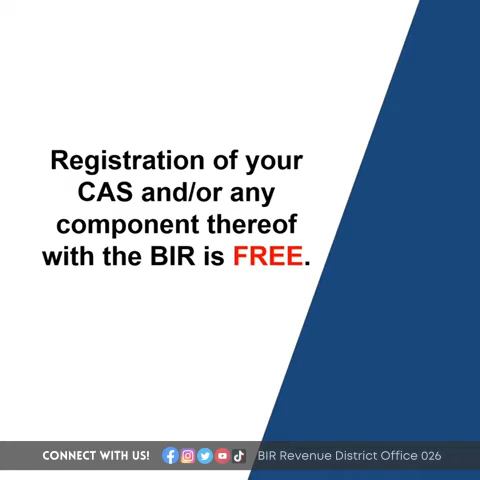 Registration of your
CAS and/or any
component thereof
with the BIR is FREE.
CONNECT WITH US! BIR Revenue District Office 026